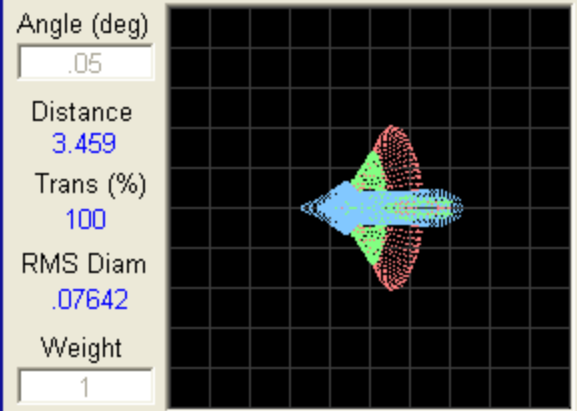 Angle (deg)
.05
Distance
3.459
Trans (%)
100
RMS Diam
.07642
Weight
1